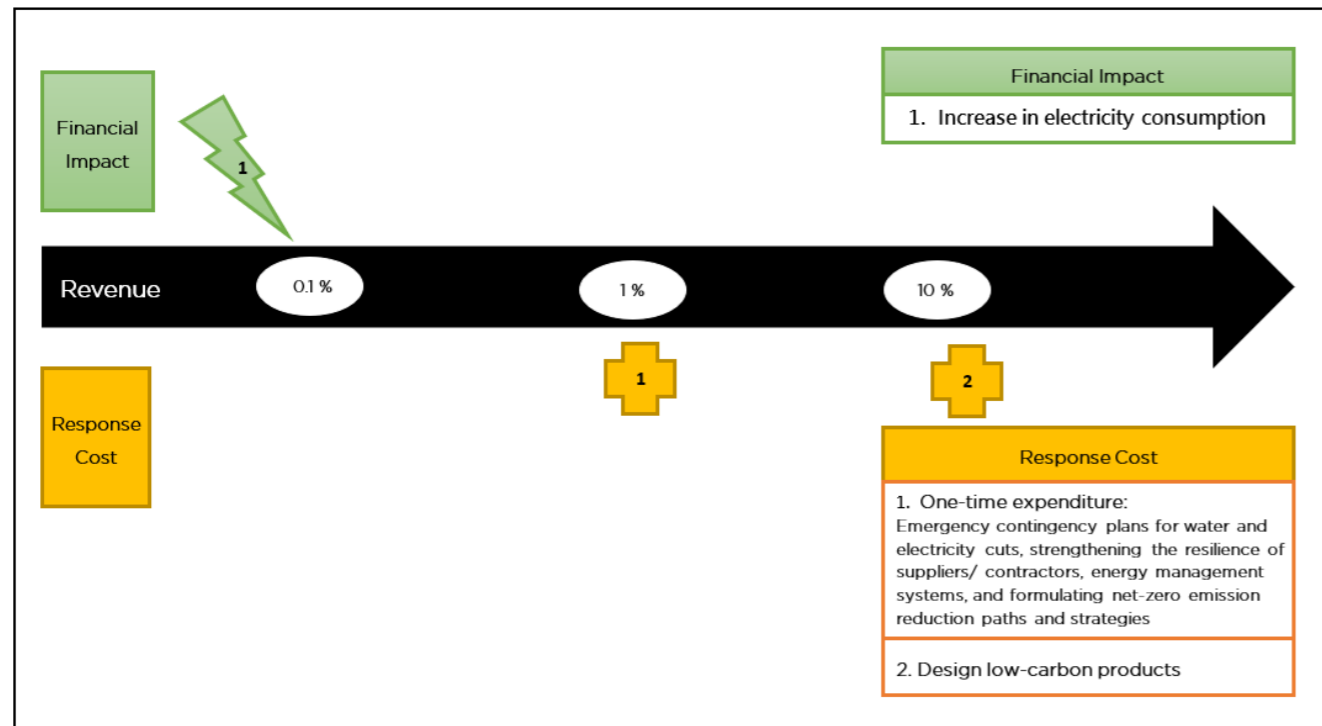 Financial Impact
1. Increase in electricity consumption
Financial
Impact
1
Revenue
0.1 %
1 %
10 %
1
2
Response
Cost
Response Cost
1. One-time expenditure:
Emergency contingency plans for water and
electricity cuts, strengthening the resilience of
suppliers/ contractors, energy management
systems, and formulating net-zero emission
reduction paths and strategies
2. Design low-carbon products